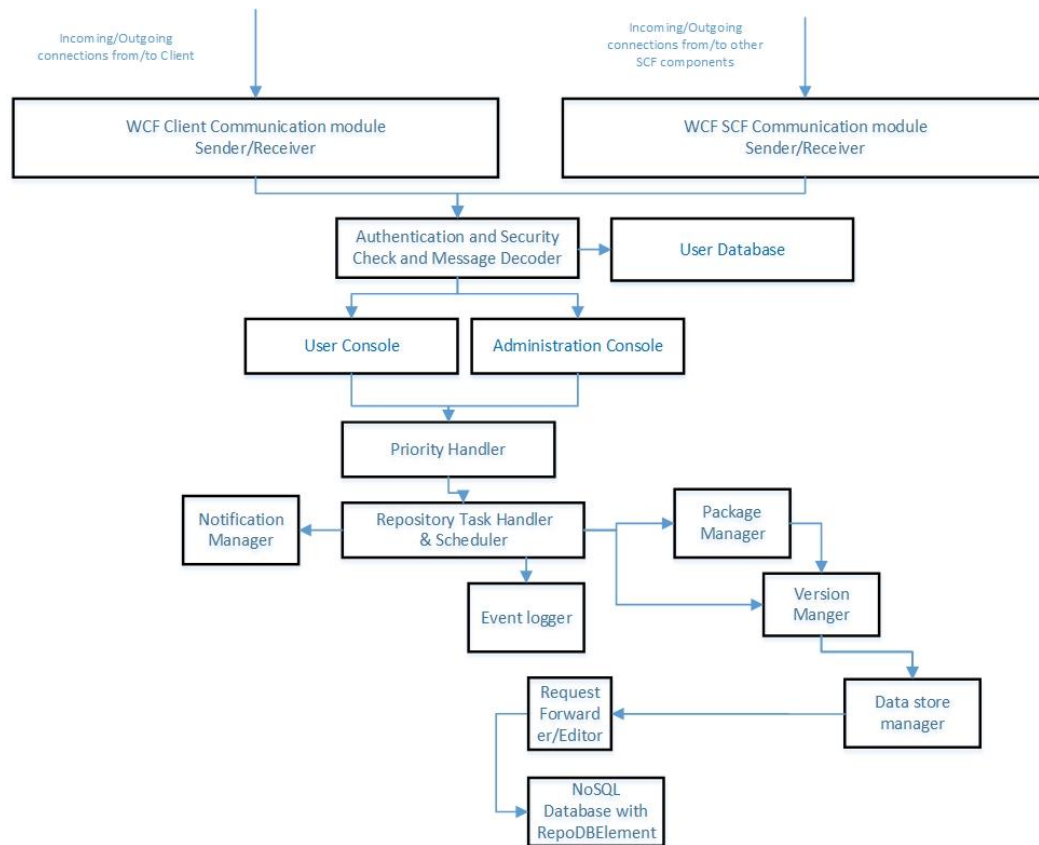 Incoming/Outgoing
connections from/to Client
Incoming/Outgoing
connections from/to other
SCF components
WCF Client Communication module
Sender/Receiver
WCF SCF Communication module
Sender/Receiver
Authentication and Security
Check and Message Decoder
User Database
User Console
Administration Console
Priority Handler
Notification
Manager
Repository Task Handler
& Scheduler
Package
Manager
Event logger
Version
Manger
Request
Forward
er/Editor
Data store
manager
NoSQL
Database with
RepoDBElement